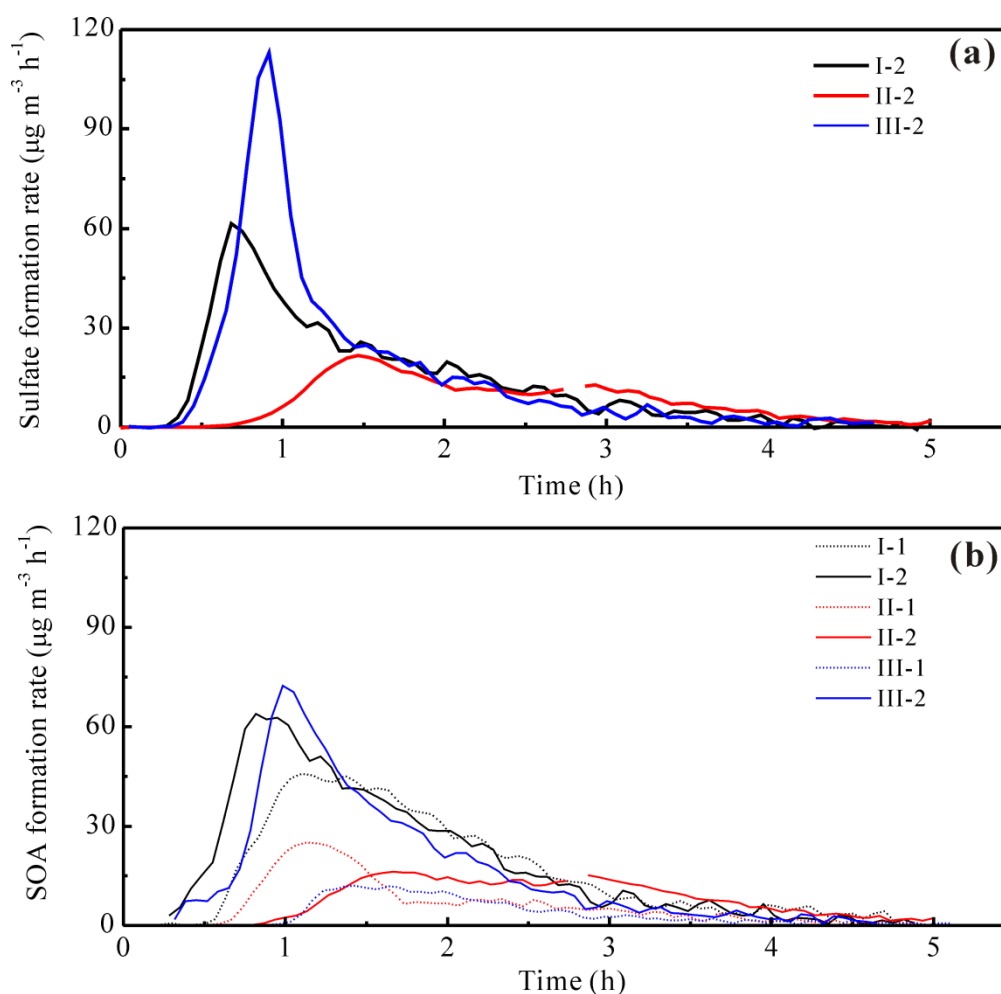 (a)
Sulfate formation rate (µg m⁻³ h⁻¹)
120
90
60
30
0
I-2
II-2
III-2
0 1 2 3 4 5
Time (h)
(b)
SOA formation rate (µg m⁻³ h⁻¹)
120
90
60
30
0
I-1
I-2
II-1
II-2
III-1
III-2
0 1 2 3 4 5
Time (h)